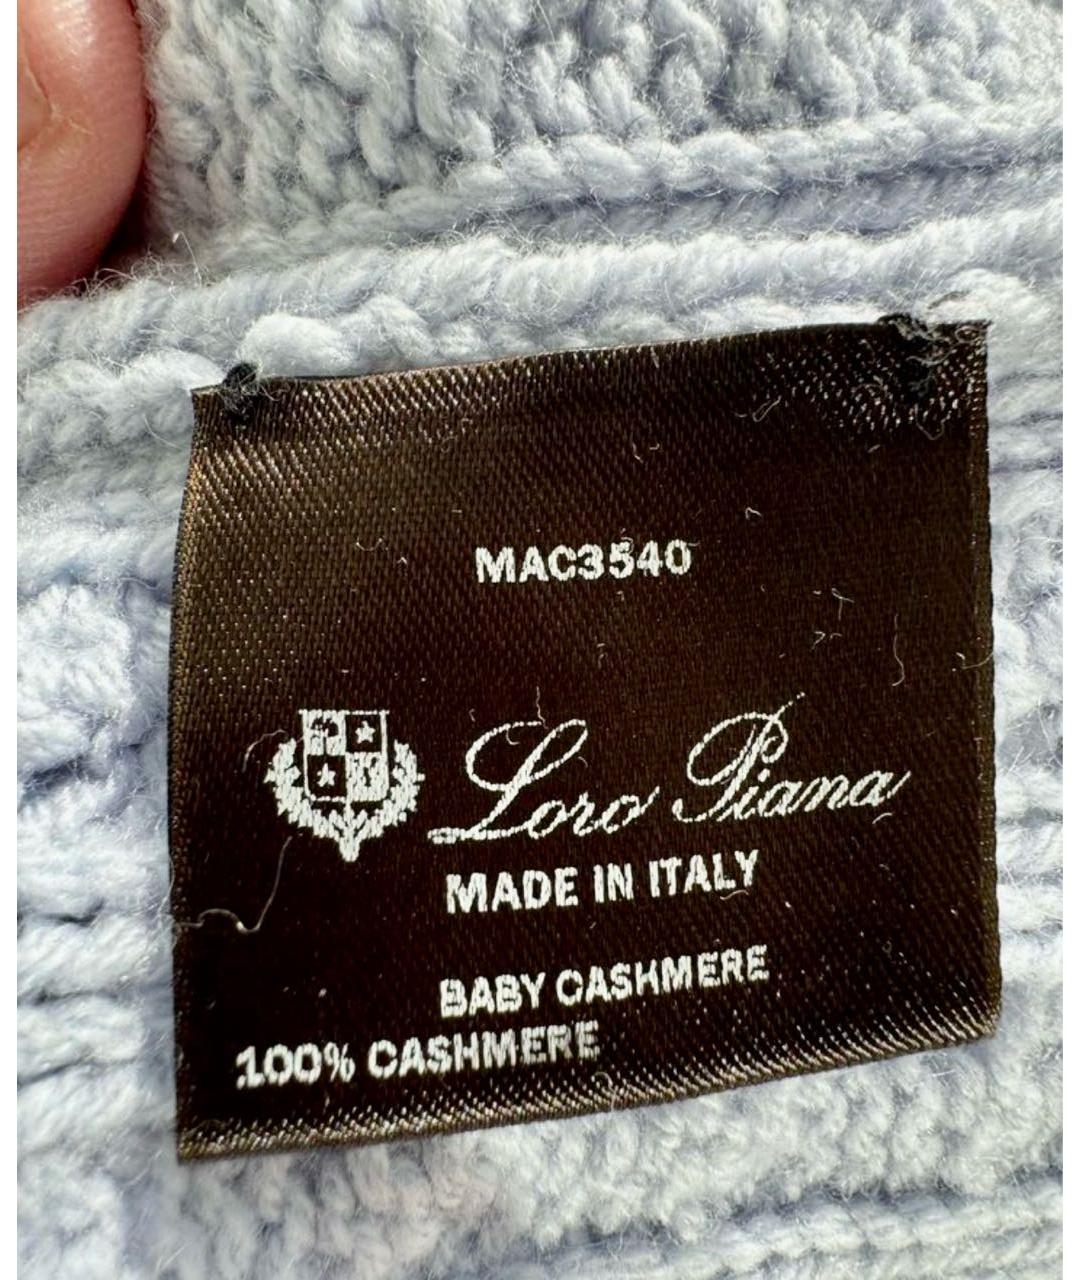 MAC3540
Loro Piana
MADE IN ITALY
BABY CASHMERE
100% CASHMERE